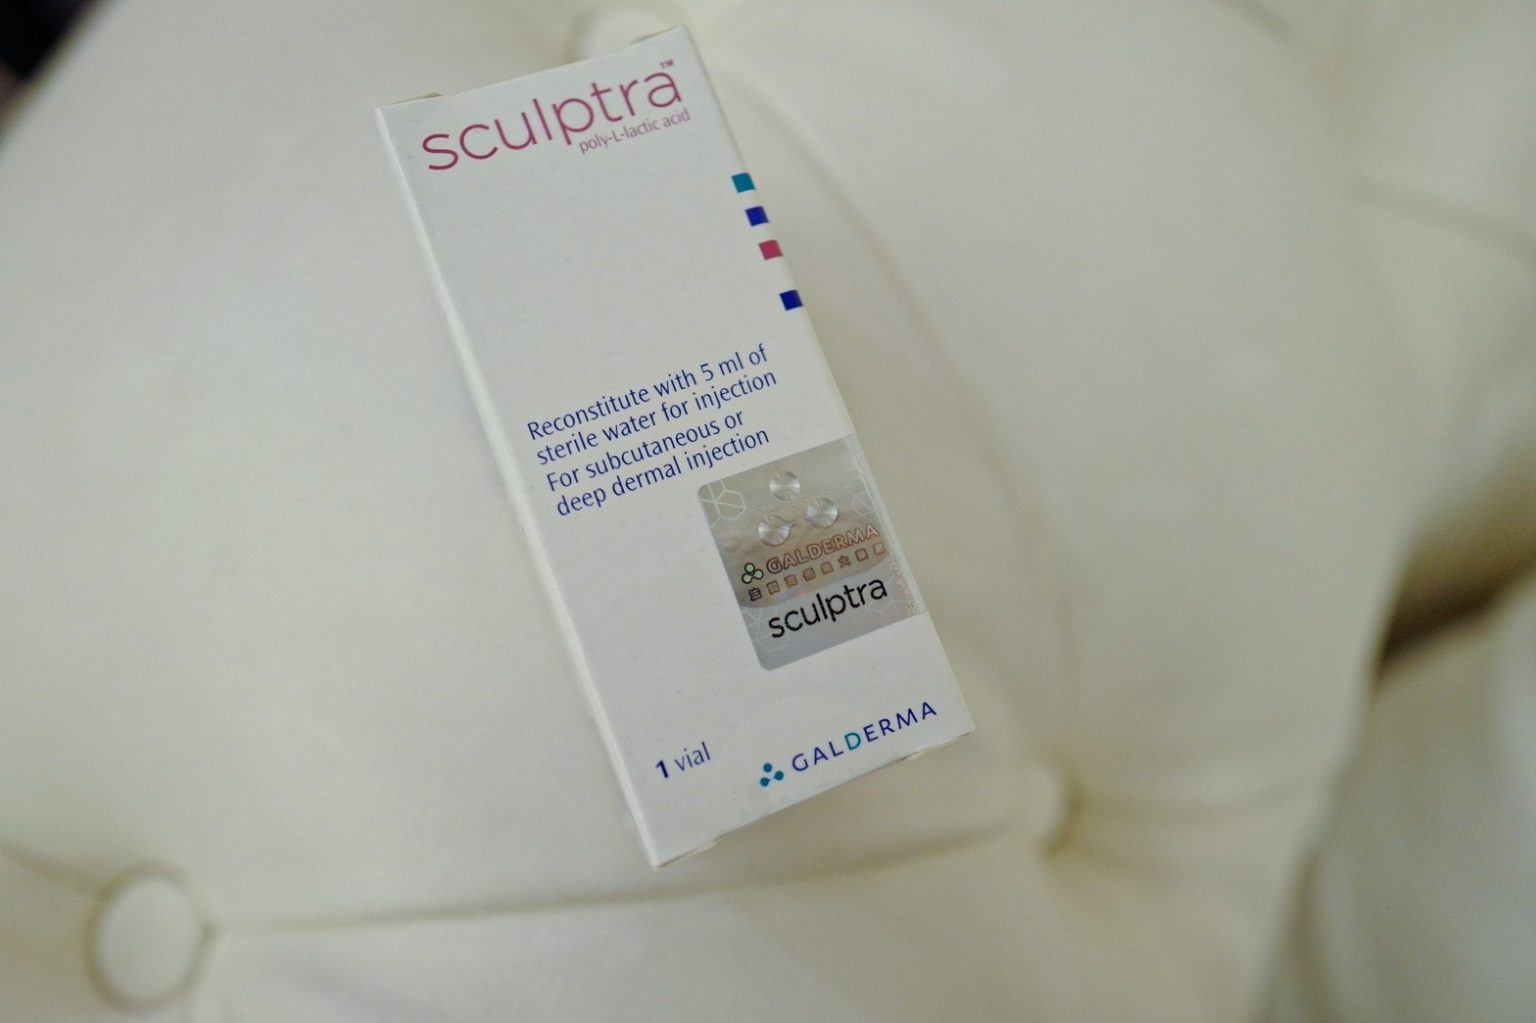 sculptra™
poly-L-lactic acid
Reconstitute with 5 ml of
sterile water for injection
For subcutaneous or
deep dermal injection
GALDERMA
sculptra
1 vial
GALDERMA